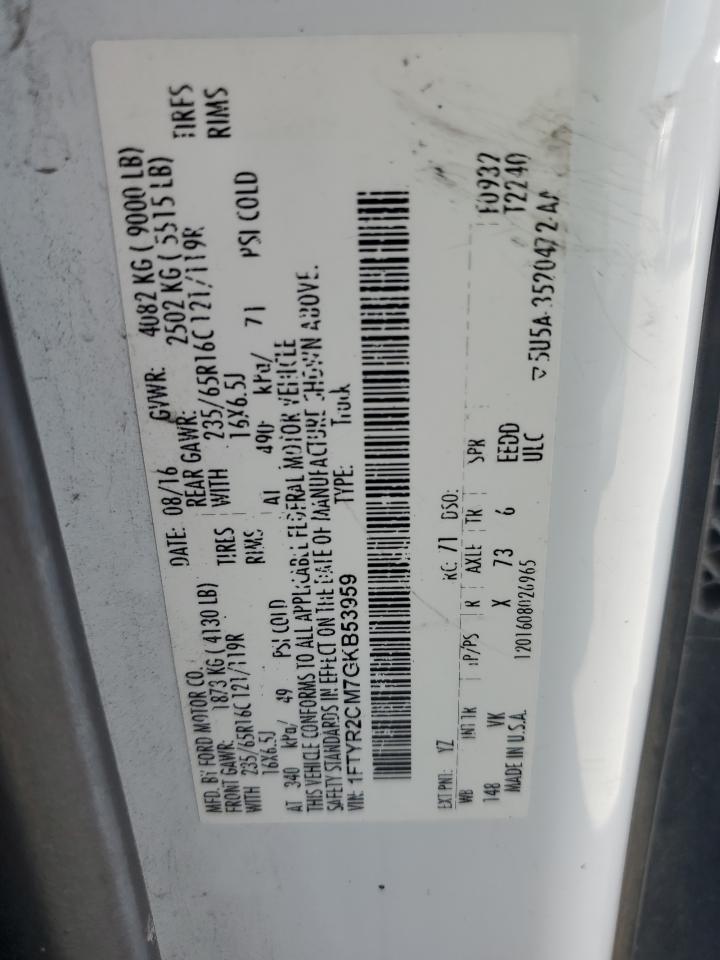 MFD. BY FORD MOTOR CO.
DATE: 08/16 GVWR: 4082 KG ( 9000 LB)
FRONT GAWR: 1873 KG ( 4130 LB) REAR GAWR: 2502 KG ( 5515 LB)
WITH 235/65R16C 121/119R TIRES WITH 235/65R16C 121/119R TIRES
16X6.5J RIMS 16X6.5J RIMS
AT 340 kPa/ 49 PSI COLD AT 490 kPa/ 71 PSI COLD
THIS VEHICLE CONFORMS TO ALL APPLICABLE FEDERAL MOTOR VEHICLE
SAFETY STANDARDS IN EFFECT ON THE DATE OF MANUFACTURE SHOWN ABOVE.
VIN: 1FTYR2CM7GKB53959 TYPE: Truck
F0932
T2240
EXT PNT: YZ RC: 71 DSO:
WB INT TR TP/PS R AXLE TR SPR
148 VK X 73 6 EEDD
ULC
MADE IN U.S.A. 1201608026965
5U5A-3520472-AA